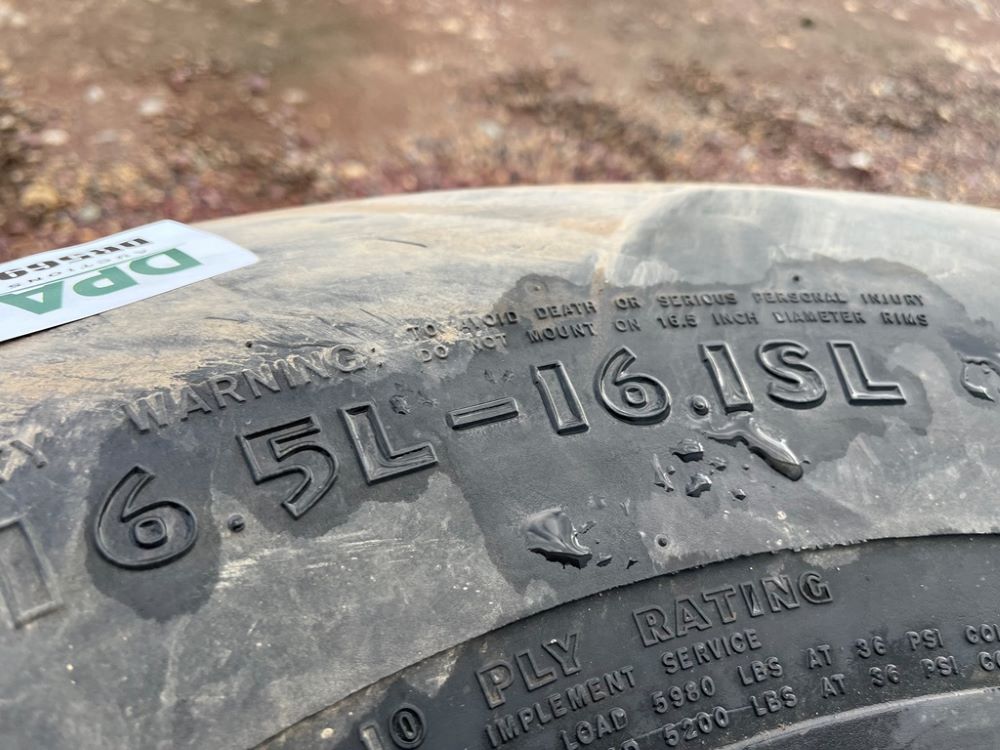 DPA
AUCTIONS
DR569
WARNING: TO AVOID DEATH OR SERIOUS PERSONAL INJURY
DO NOT MOUNT ON 16.5 INCH DIAMETER RIMS
16.5L-16.1SL
10 PLY RATING
IMPLEMENT SERVICE
LOAD 5980 LBS AT 36 PSI
5200 LBS AT 36 PSI